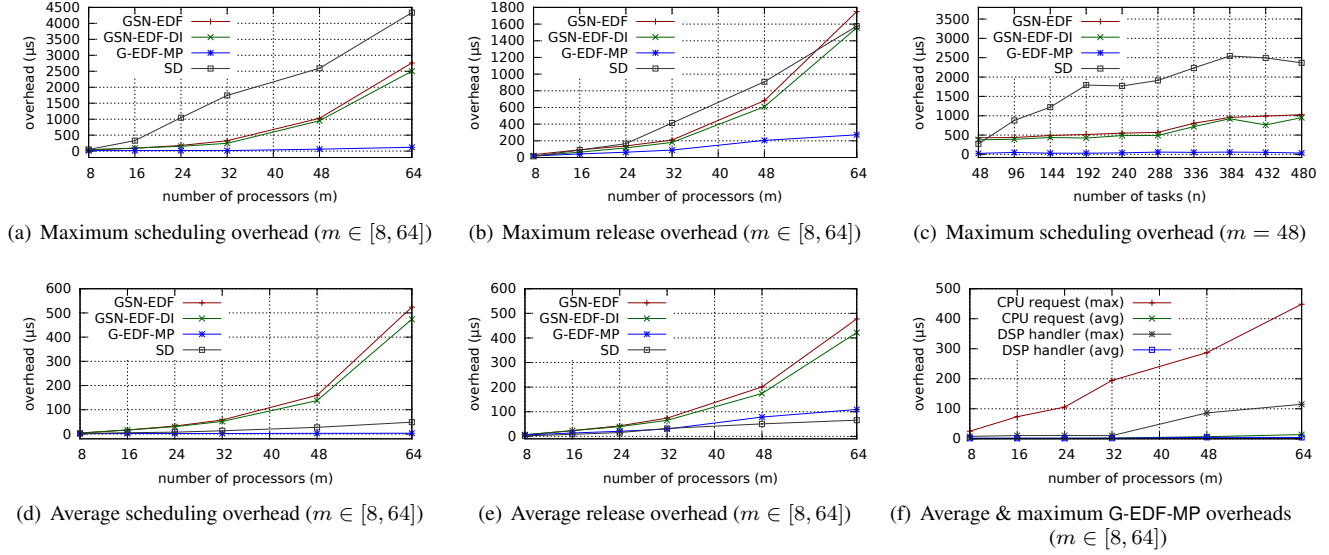 5000
4500
4000
3500
3000
2500
2000
1500
1000
500
0
overhead (µs)
GSN-EDF
GSN-EDF-DI
G-EDF-MP
SD
8 16 24 32 40 48 56 64
number of processors (m)
(a) Maximum scheduling overhead (m ∈ [8, 64])
1800
1600
1400
1200
1000
800
600
400
200
0
overhead (µs)
GSN-EDF
GSN-EDF-DI
G-EDF-MP
SD
8 16 24 32 40 48 56 64
number of processors (m)
(b) Maximum release overhead (m ∈ [8, 64])
3500
3000
2500
2000
1500
1000
500
0
overhead (µs)
GSN-EDF
GSN-EDF-DI
G-EDF-MP
SD
48 96 144 192 240 288 336 384 432 480
number of tasks (n)
(c) Maximum scheduling overhead (m = 48)
600
500
400
300
200
100
0
overhead (µs)
GSN-EDF
GSN-EDF-DI
G-EDF-MP
SD
8 16 24 32 40 48 56 64
number of processors (m)
(d) Average scheduling overhead (m ∈ [8, 64])
600
500
400
300
200
100
0
overhead (µs)
GSN-EDF
GSN-EDF-DI
G-EDF-MP
SD
8 16 24 32 40 48 56 64
number of processors (m)
(e) Average release overhead (m ∈ [8, 64])
500
400
300
200
100
0
overhead (µs)
CPU request (max)
CPU request (avg)
DSP handler (max)
DSP handler (avg)
8 16 24 32 40 48 56 64
number of processors (m)
(f) Average & maximum G-EDF-MP overheads
(m ∈ [8, 64])